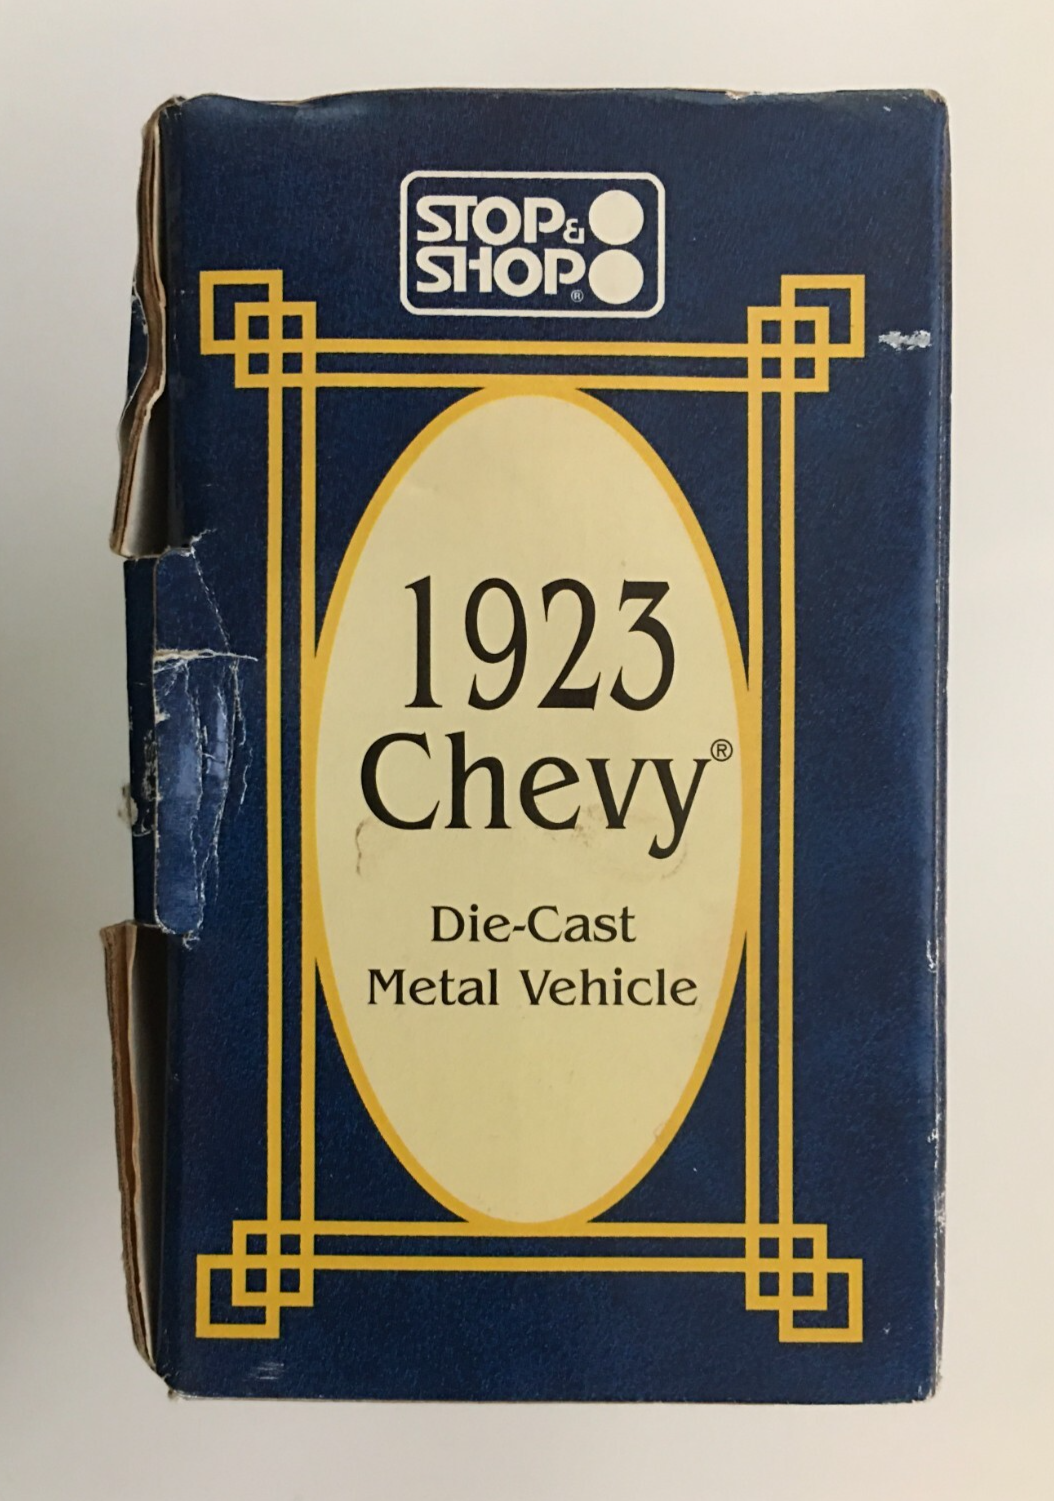 STOP &
SHOP®
1923
Chevy®
Die-Cast
Metal Vehicle